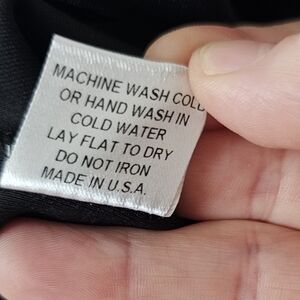 MACHINE WASH COLD
OR HAND WASH IN
COLD WATER
LAY FLAT TO DRY
DO NOT IRON
MADE IN U.S.A.